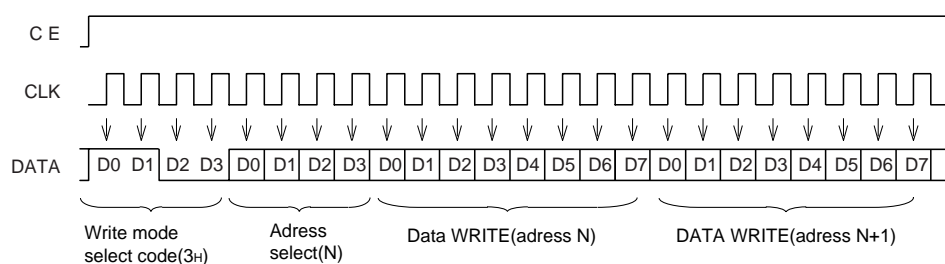 C E
CLK
DATA D0 D1 D2 D3 D0 D1 D2 D3 D0 D1 D2 D3 D4 D5 D6 D7 D0 D1 D2 D3 D4 D5 D6 D7
Write mode
select code(3H)
Adress
select(N)
Data WRITE(adress N)
DATA WRITE(adress N+1)